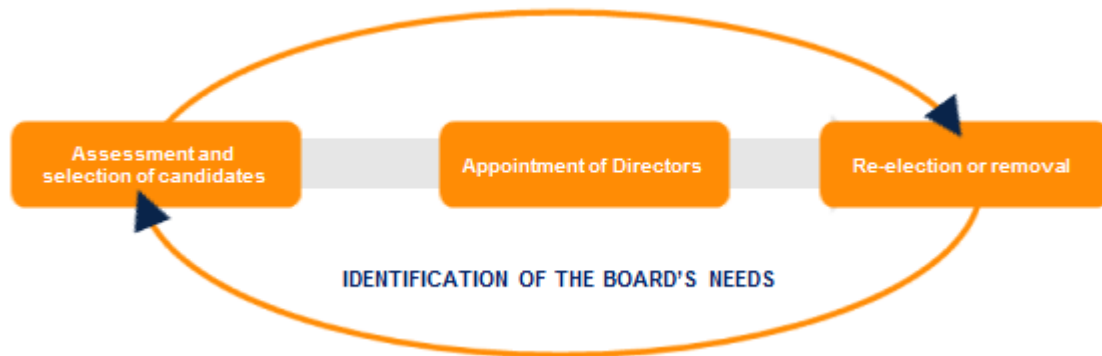 Assessment and
selection of candidates
Appointment of Directors
Re-election or removal
IDENTIFICATION OF THE BOARD'S NEEDS